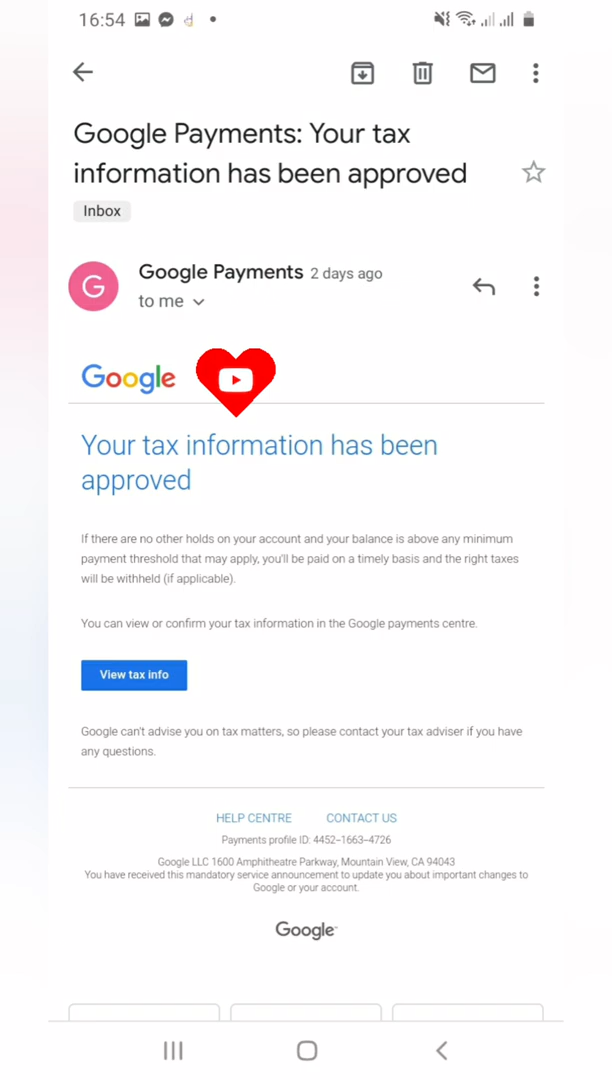 16:54
Google Payments: Your tax
information has been approved
Inbox
G
Google Payments 2 days ago
to me
Google
Your tax information has been
approved
If there are no other holds on your account and your balance is above any minimum
payment threshold that may apply, you'll be paid on a timely basis and the right taxes
will be withheld (if applicable).
You can view or confirm your tax information in the Google payments centre.
View tax info
Google can't advise you on tax matters, so please contact your tax adviser if you have
any questions.
HELP CENTRE CONTACT US
Payments profile ID: 4452–1663–4726
Google LLC 1600 Amphitheatre Parkway, Mountain View, CA 94043
You have received this mandatory service announcement to update you about important changes to
Google or your account.
Google